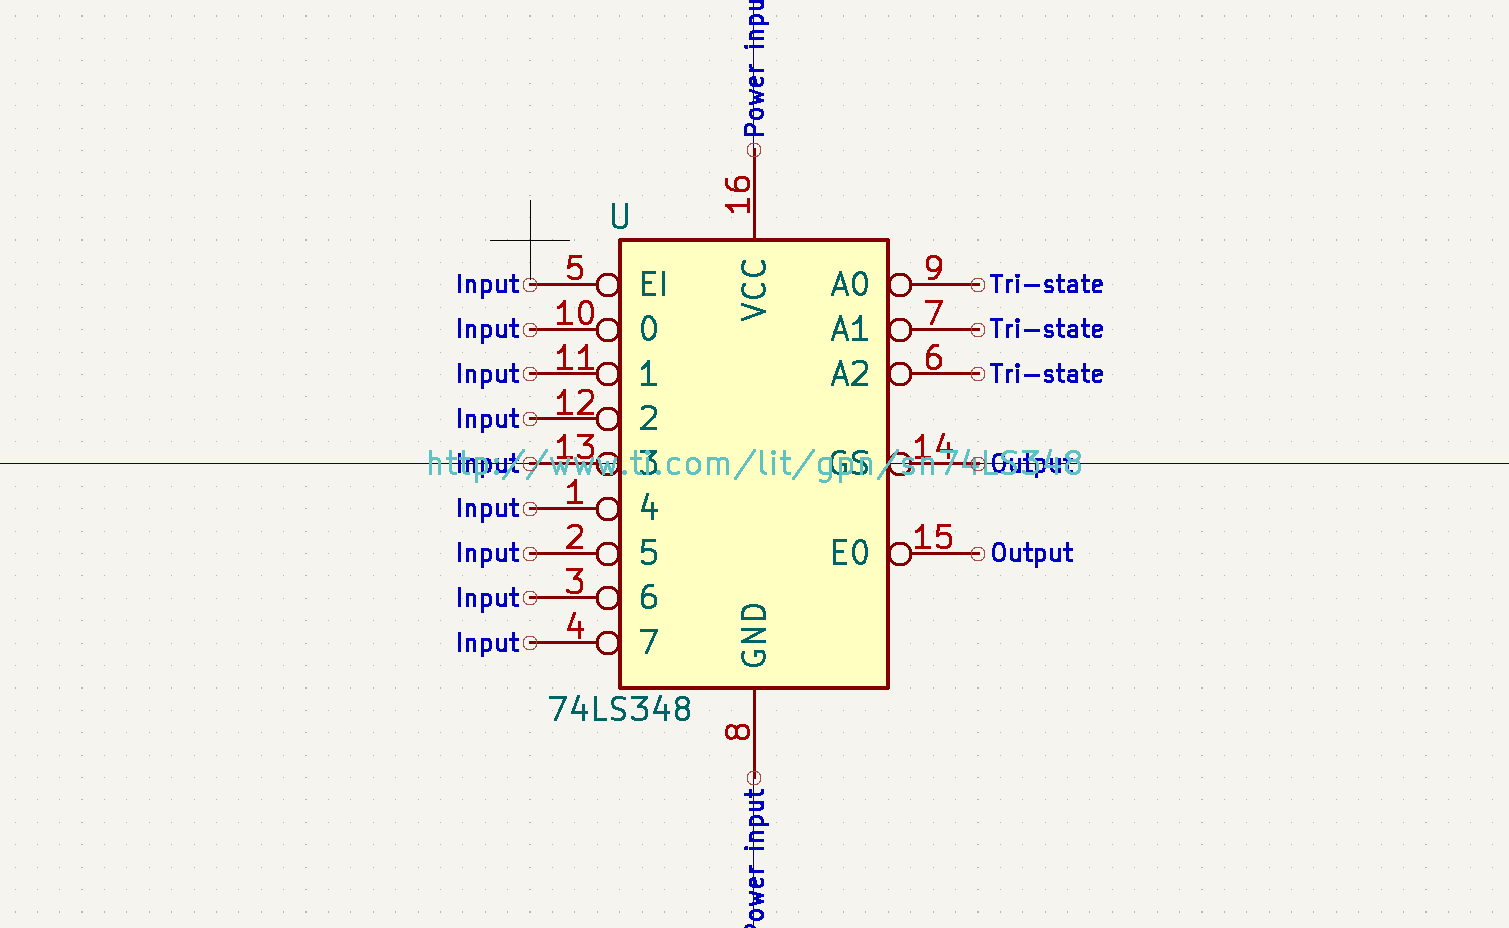 Power inpu
16
U
VCC
Input 5 EI A0 9 Tri-state
Input 10 0 A1 7 Tri-state
Input 11 1 A2 6 Tri-state
Input 12 2
Input 13 3 GS 14 Output
http://www.ti.com/lit/gpn/sn74LS348
Input 1 4
Input 2 5 E0 15 Output
Input 3 6
Input 4 7
GND
74LS348
8
Power input